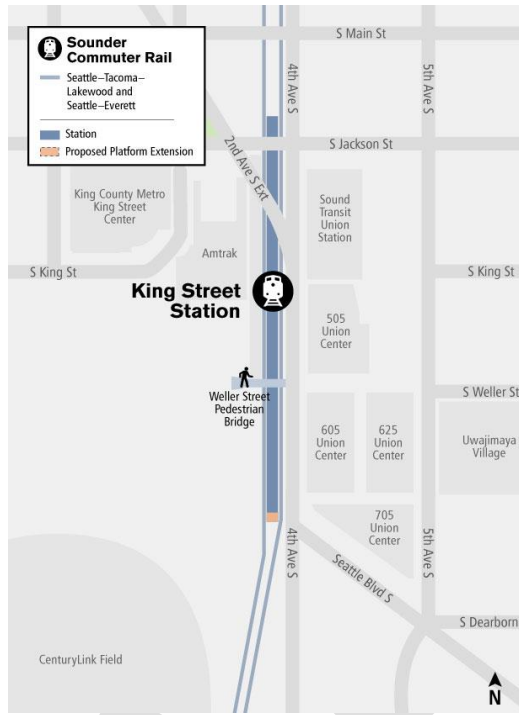 Sounder
Commuter Rail
Seattle–Tacoma–
Lakewood and
Seattle–Everett
Station
Proposed Platform Extension
S Main St
4th Ave S
5th Ave S
2nd Ave S Ext
S Jackson St
King County Metro
King Street
Center
Sound
Transit
Union
Station
Amtrak
S King St
S King St
King Street
Station
505
Union
Center
Weller Street
Pedestrian
Bridge
S Weller St
605
Union
Center
625
Union
Center
Uwajimaya
Village
705
Union
Center
4th Ave S
5th Ave S
Seattle Blvd S
S Dearborn
CenturyLink Field
N